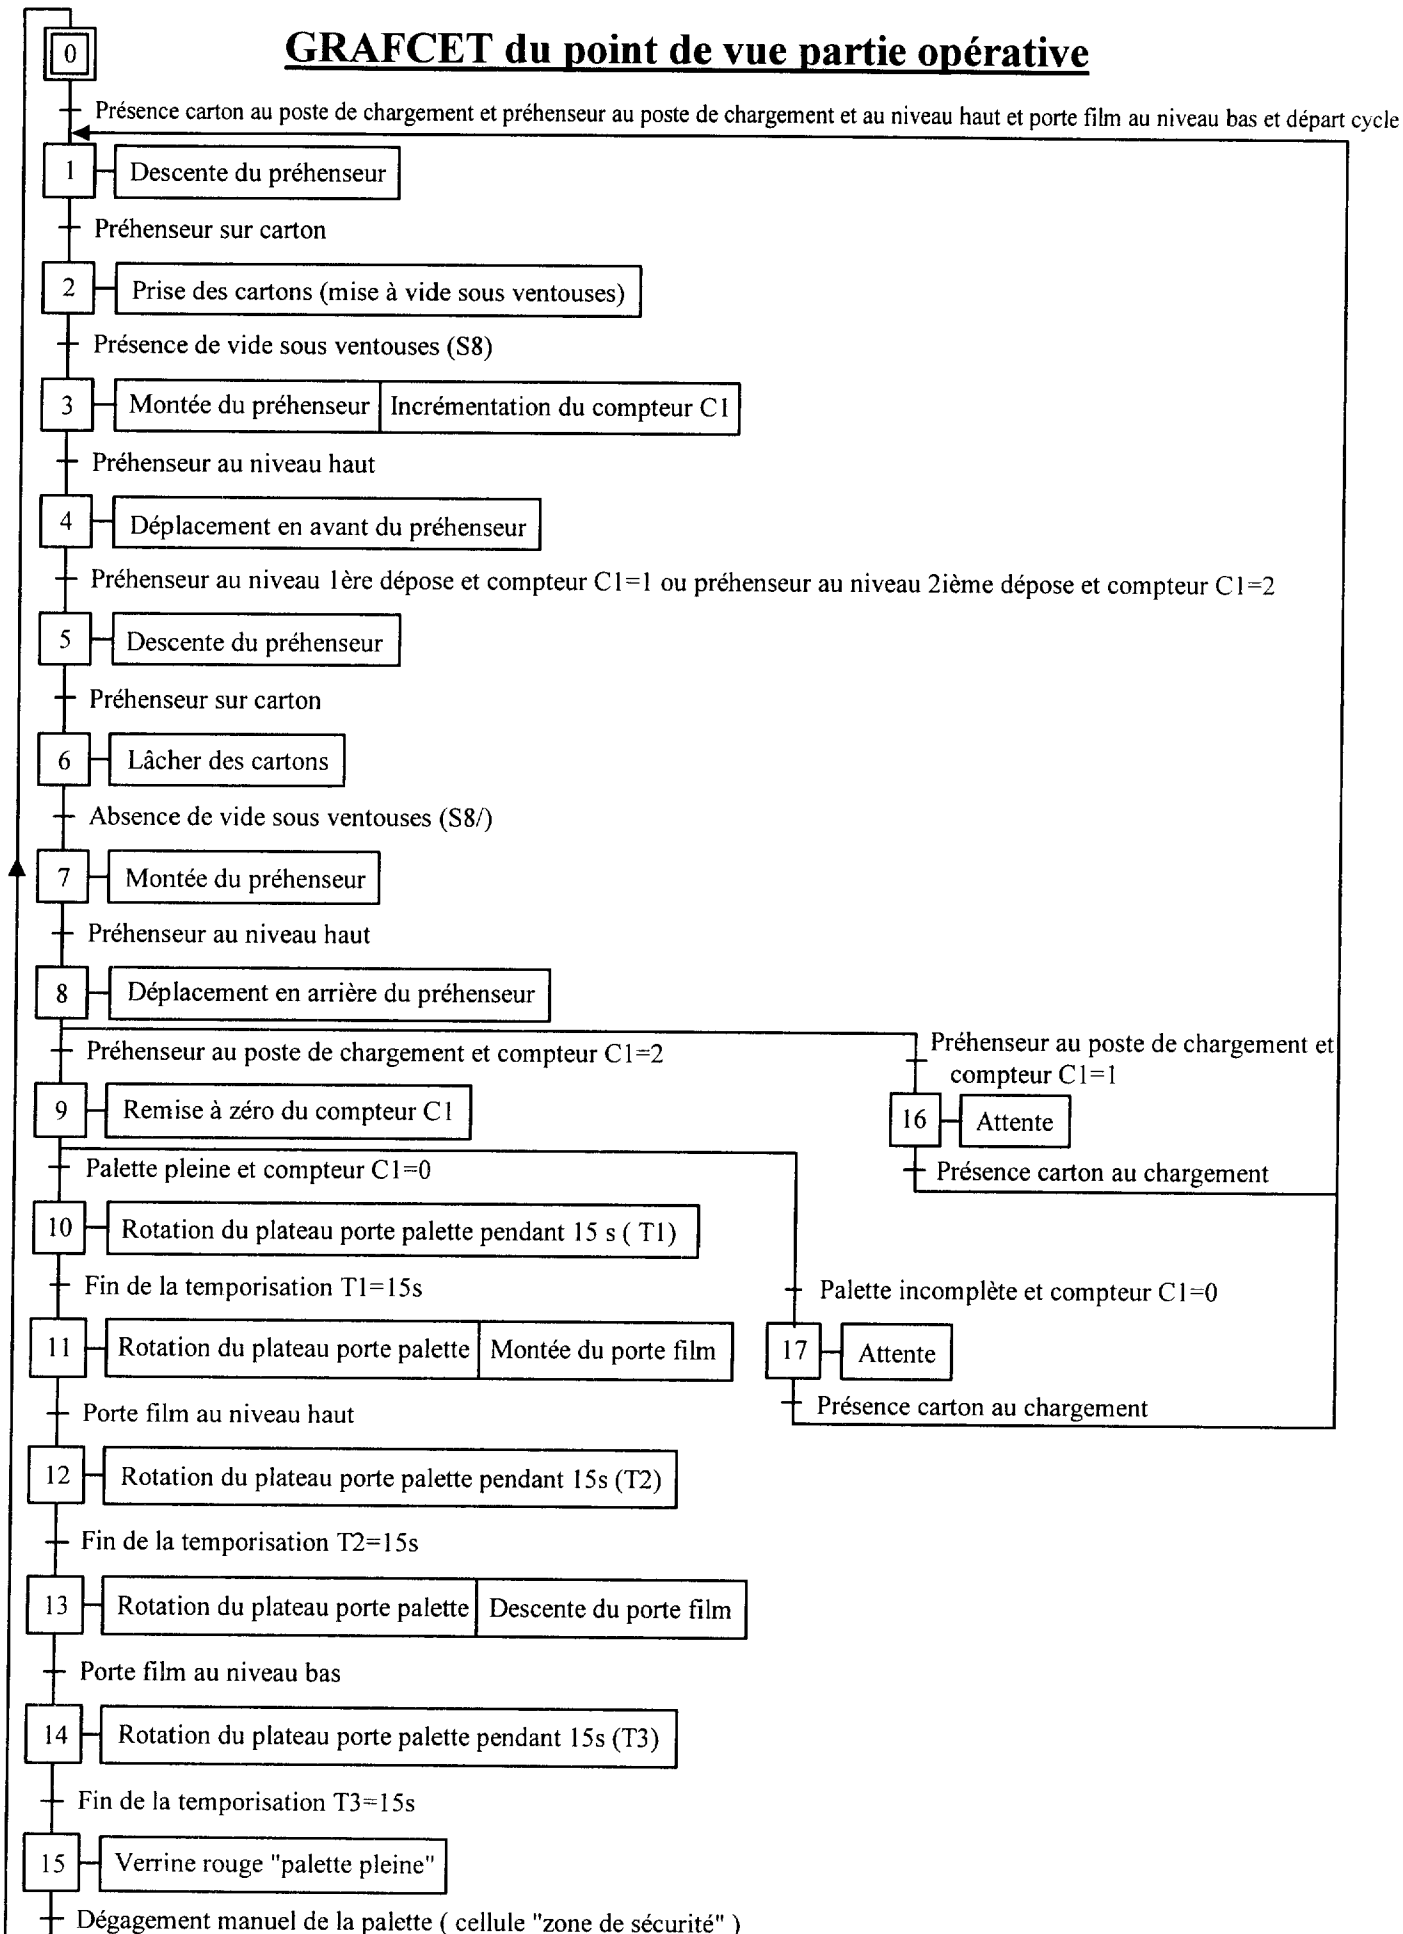 GRAFCET du point de vue partie opérative
0
Présence carton au poste de chargement et préhenseur au poste de chargement et au niveau haut et porte film au niveau bas et départ cycle
1 Descente du préhenseur
Préhenseur sur carton
2 Prise des cartons (mise à vide sous ventouses)
Présence de vide sous ventouses (S8)
3 Montée du préhenseur Incrémentation du compteur C1
Préhenseur au niveau haut
4 Déplacement en avant du préhenseur
Préhenseur au niveau 1ère dépose et compteur C1=1 ou préhenseur au niveau 2ième dépose et compteur C1=2
5 Descente du préhenseur
Préhenseur sur carton
6 Lâcher des cartons
Absence de vide sous ventouses (S8/)
7 Montée du préhenseur
Préhenseur au niveau haut
8 Déplacement en arrière du préhenseur
Préhenseur au poste de chargement et compteur C1=2
Préhenseur au poste de chargement et
compteur C1=1
9 Remise à zéro du compteur C1
16 Attente
Palette pleine et compteur C1=0
Présence carton au chargement
10 Rotation du plateau porte palette pendant 15 s ( T1)
Fin de la temporisation T1=15s
Palette incomplète et compteur C1=0
11 Rotation du plateau porte palette Montée du porte film
17 Attente
Porte film au niveau haut
Présence carton au chargement
12 Rotation du plateau porte palette pendant 15s (T2)
Fin de la temporisation T2=15s
13 Rotation du plateau porte palette Descente du porte film
Porte film au niveau bas
14 Rotation du plateau porte palette pendant 15s (T3)
Fin de la temporisation T3=15s
15 Verrine rouge "palette pleine"
Dégagement manuel de la palette ( cellule "zone de sécurité" )